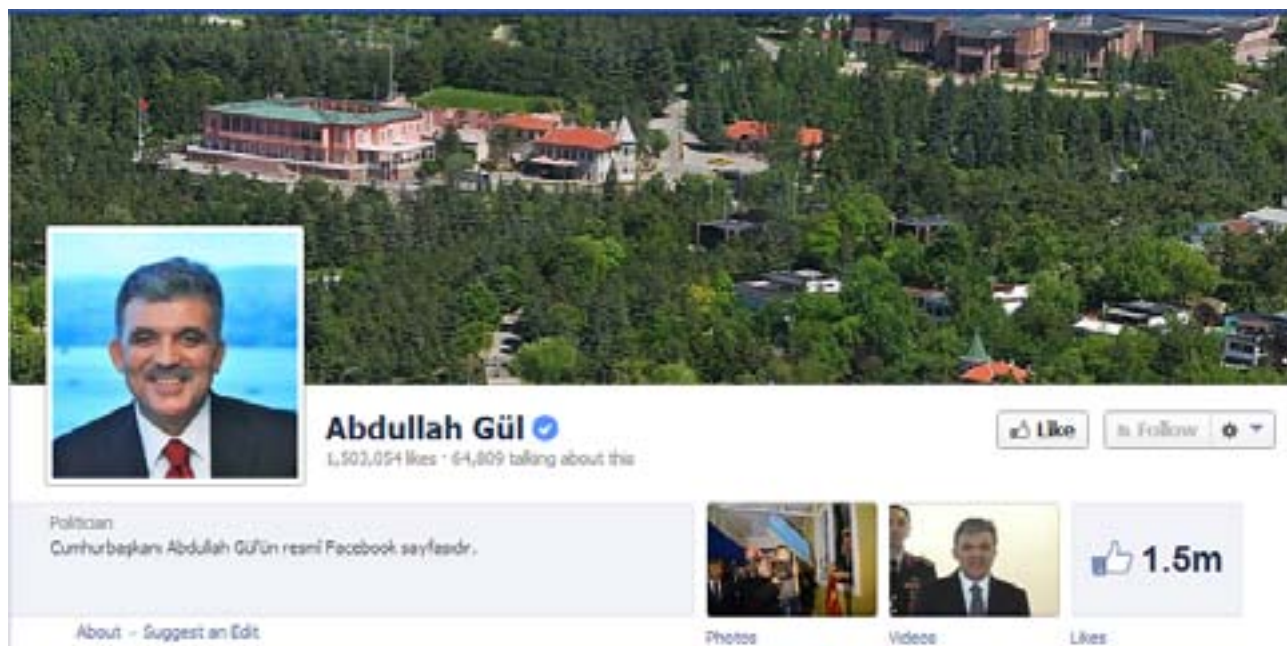 Abdullah Gül
Like
Follow
1,503,054 likes · 64,809 talking about this
Politician
Cumhurbaşkanı Abdullah Gül'ün resmî Facebook sayfasıdır.
1.5m
About – Suggest an Edit
Photos
Videos
Likes